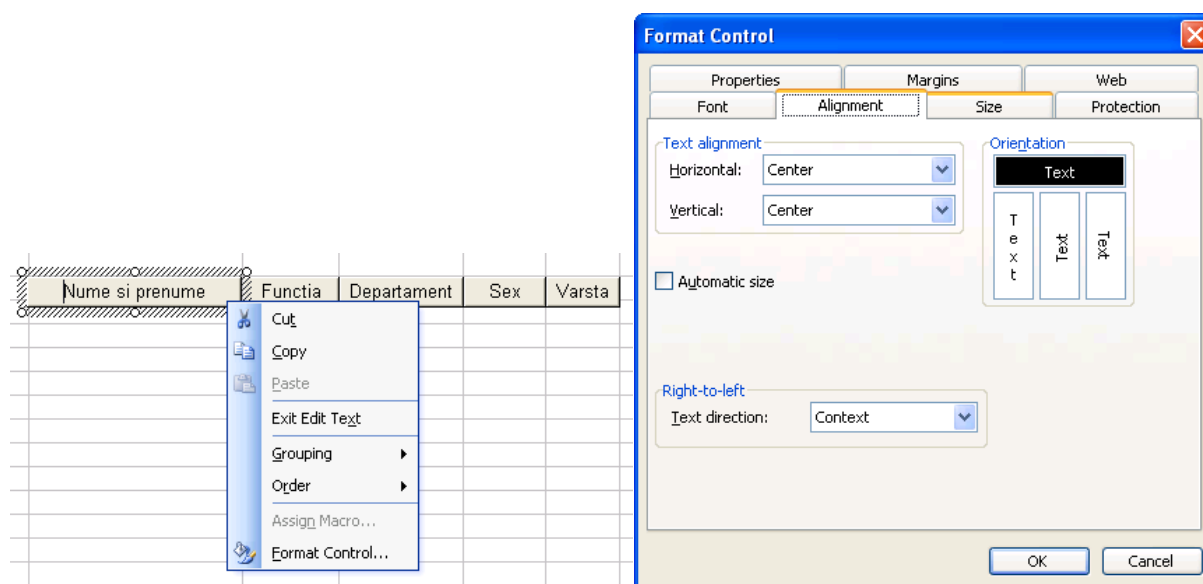 Nume si prenume Functia Departament Sex Varsta
Cut
Copy
Paste
Exit Edit Text
Grouping
Order
Assign Macro...
Format Control...
Format Control
Properties Margins Web
Font Alignment Size Protection
Text alignment
Horizontal: Center
Vertical: Center
Automatic size
Orientation
Text
Text Text Text
Right-to-left
Text direction: Context
OK Cancel